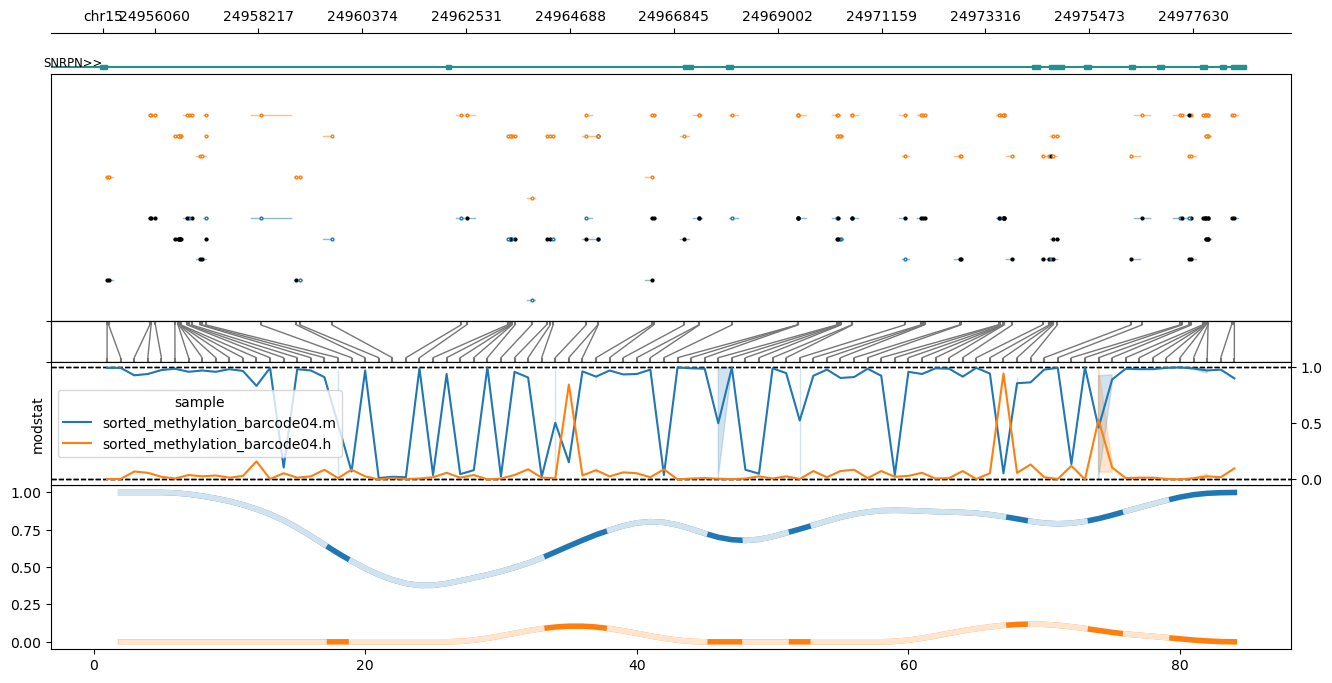 chr15 24956060 24958217 24960374 24962531 24964688 24966845 24969002 24971159 24973316 24975473 24977630
SNRPN>>
modstat
sample
sorted_methylation_barcode04.m
sorted_methylation_barcode04.h
1.0
0.5
0.0
1.00
0.75
0.50
0.25
0.00
0 20 40 60 80